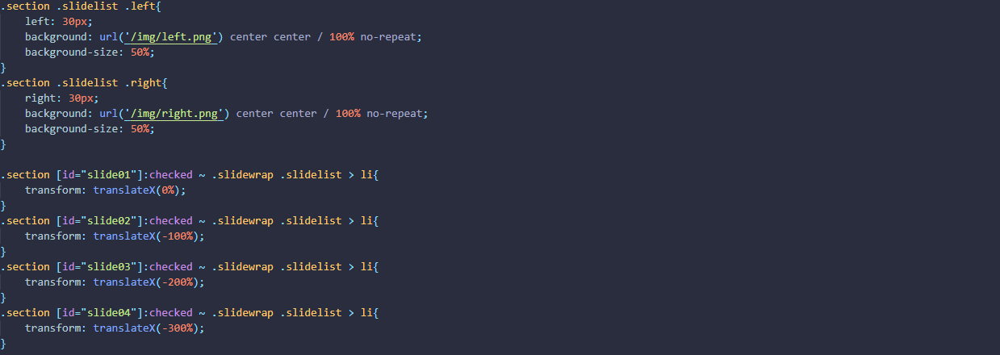 .section .slidelist .left{
    left: 30px;
    background: url('/img/left.png') center center / 100% no-repeat;
    background-size: 50%;
}
.section .slidelist .right{
    right: 30px;
    background: url('/img/right.png') center center / 100% no-repeat;
    background-size: 50%;
}

.section [id="slide01"]:checked ~ .slidewrap .slidelist > li{
    transform: translateX(0%);
}
.section [id="slide02"]:checked ~ .slidewrap .slidelist > li{
    transform: translateX(-100%);
}
.section [id="slide03"]:checked ~ .slidewrap .slidelist > li{
    transform: translateX(-200%);
}
.section [id="slide04"]:checked ~ .slidewrap .slidelist > li{
    transform: translateX(-300%);
}